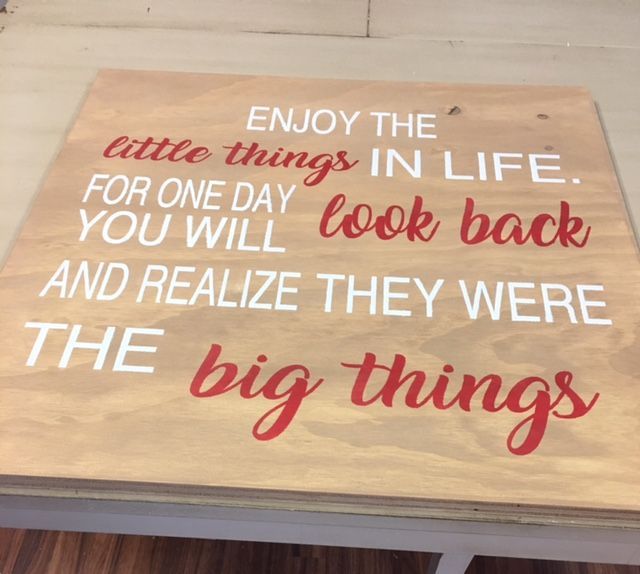 ENJOY THE
little things IN LIFE.
FOR ONE DAY
YOU WILL look back
AND REALIZE THEY WERE
THE big things